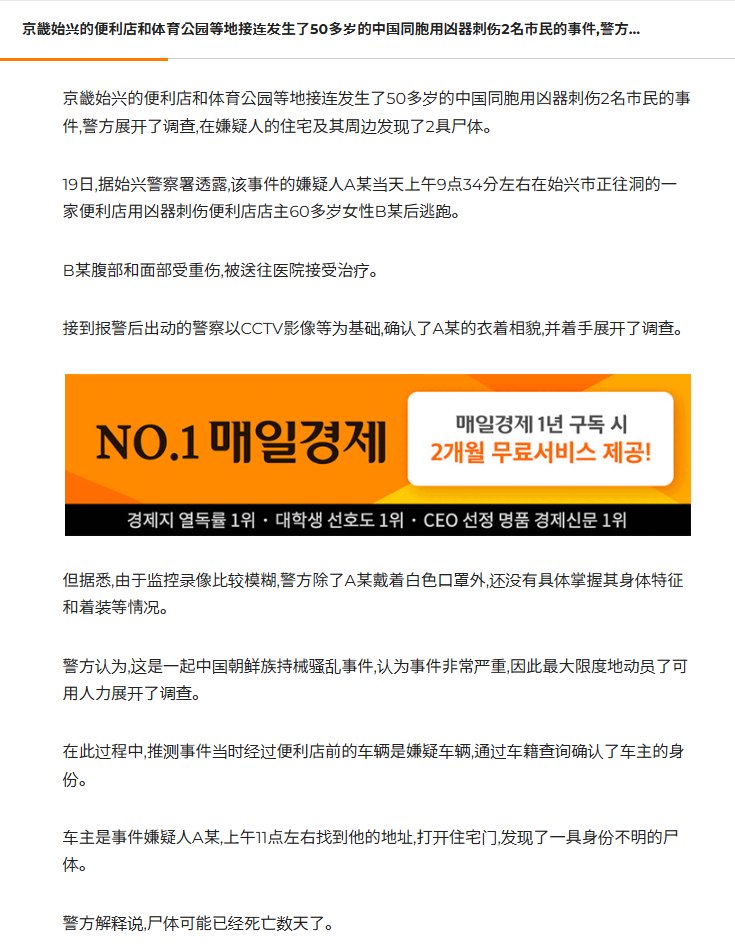 京畿始兴的便利店和体育公园等地接连发生了50多岁的中国同胞用凶器刺伤2名市民的事件,警方...
京畿始兴的便利店和体育公园等地接连发生了50多岁的中国同胞用凶器刺伤2名市民的事
件,警方展开了调查,在嫌疑人的住宅及其周边发现了2具尸体。
19日,据始兴警察署透露,该事件的嫌疑人A某当天上午9点34分左右在始兴市正往洞的一
家便利店用凶器刺伤便利店店主60多岁女性B某后逃跑。
B某腹部和面部受重伤,被送往医院接受治疗。
接到报警后出动的警察以CCTV影像等为基础,确认了A某的衣着相貌,并着手展开了调查。
NO.1 매일경제
매일경제 1년 구독 시
2개월 무료서비스 제공!
경제지 열독률 1위 · 대학생 선호도 1위 · CEO 선정 명품 경제신문 1위
但据悉,由于监控录像比较模糊,警方除了A某戴着白色口罩外,还没有具体掌握其身体特征
和着装等情况。
警方认为,这是一起中国朝鲜族持械骚乱事件,认为事件非常严重,因此最大限度地动员了可
用人力展开了调查。
在此过程中,推测事件当时经过便利店前的车辆是嫌疑车辆,通过车籍查询确认了车主的身
份。
车主是事件嫌疑人A某,上午11点左右找到他的地址,打开住宅门,发现了一具身份不明的尸
体。
警方解释说,尸体可能已经死亡数天了。